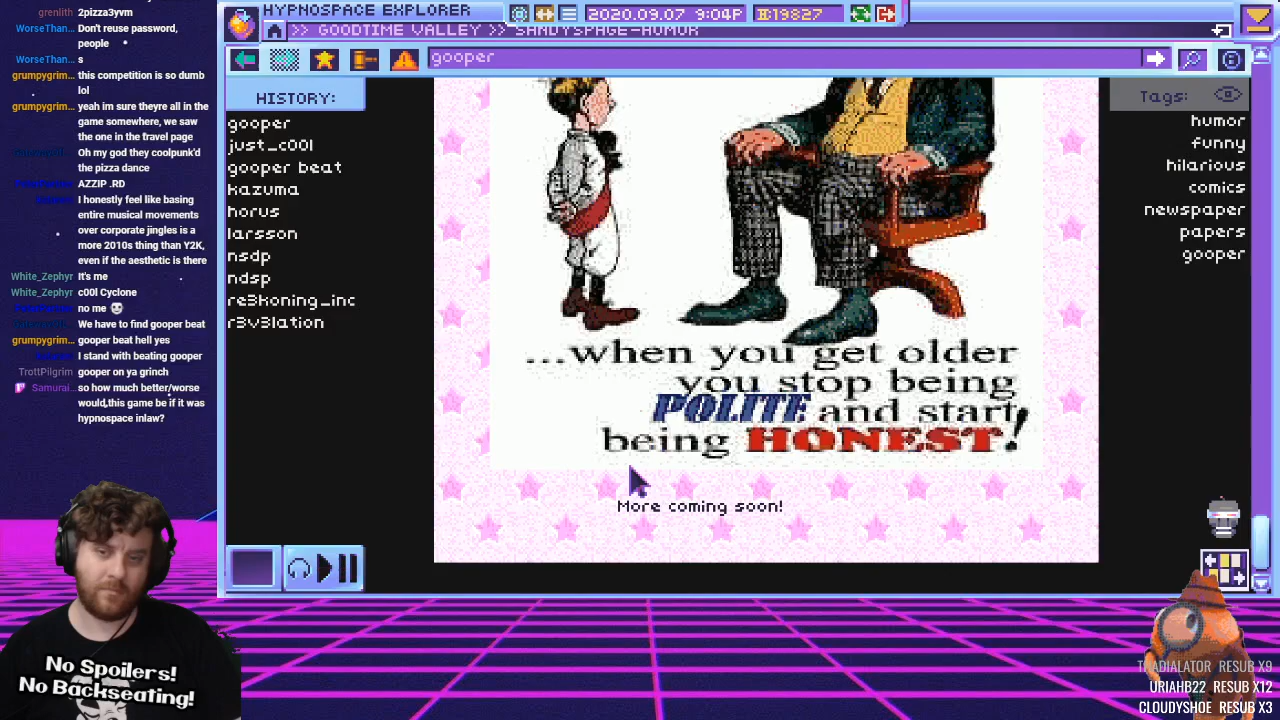 grenlith 2pizza3yvm
WorseThan... Don't reuse password,
people
WorseThan... s
grumpygrim... this competition is so dumb
lol
grumpygrim... yeah im sure theyre all in the
game somewhere, we saw
the one in the travel page
Oh my god they coolpunk'd
the pizza dance
AZZIP .RD
I honestly feel like basing
entire musical movements
over corporate jingles is a
more 2010s thing than Y2K,
even if the aesthetic is there
White_Zephyr It's me
White_Zephyr c00l Cyclone
no me
We have to find gooper beat
grumpygrim... gooper beat hell yes
I stand with beating gooper
TrottPilgrim gooper on ya grinch
Samurai... so how much better/worse
would this game be if it was
hypnospace inlaw?
No Spoilers!
No Backseating!
HYPNOSPACE EXPLORER
2020.09.07 9:04P
19827
>> GOODTIME VALLEY >> SANDYSPAGE-HUMOR
gooper
HISTORY:
gooper
just_c00l
gooper beat
kazuma
horus
larsson
nsdp
ndsp
re3koning_inc
r3v3lation
...when you get older
you stop being
POLITE and start
being HONEST!
More coming soon!
Tags:
humor
funny
hilarious
comics
newspaper
papers
gooper
RESUB X9
URIAHB22 RESUB X12
CLOUDYSHOE RESUB X3